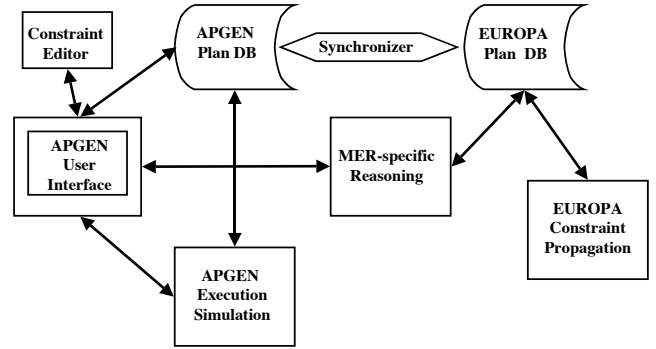 Constraint
Editor
APGEN
Plan DB
Synchronizer
EUROPA
Plan DB
APGEN
User
Interface
MER-specific
Reasoning
EUROPA
Constraint
Propagation
APGEN
Execution
Simulation